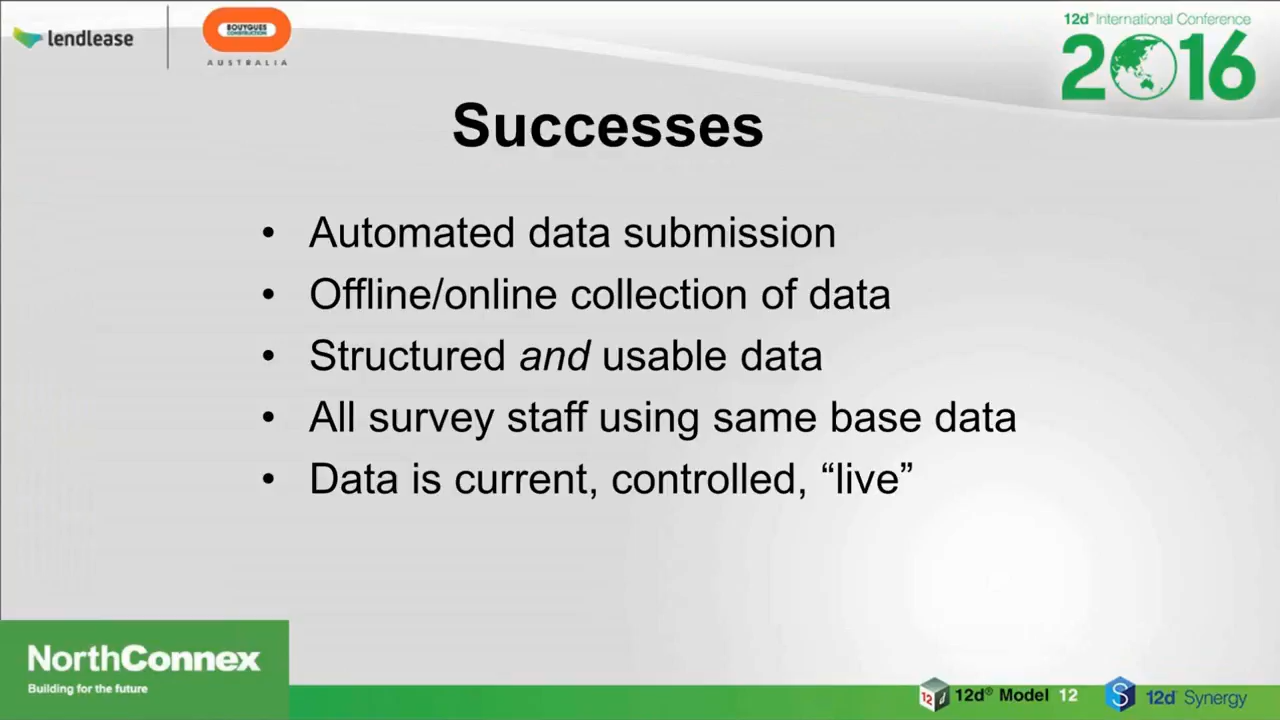 lendlease
BOUYGUES
CONSTRUCTION
AUSTRALIA
12d® International Conference
2016
Successes
• Automated data submission
• Offline/online collection of data
• Structured and usable data
• All survey staff using same base data
• Data is current, controlled, “live”
NorthConnex
Building for the future
12d® Model 12
12d Synergy